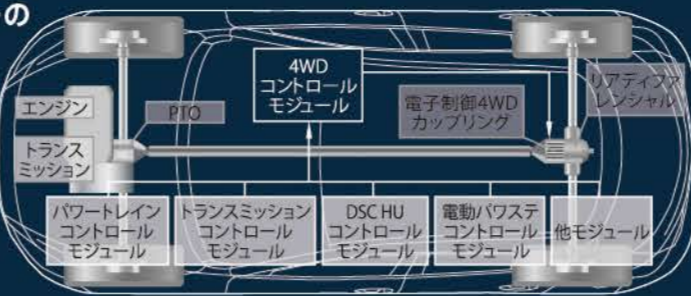 の
4WD
コントロール
モジュール
リアディファ
レンシャル
電子制御4WD
カップリング
エンジン
PTO
トランス
ミッション
パワートレイン
コントロール
モジュール
トランスミッション
コントロール
モジュール
DSC HU
コントロール
モジュール
電動パワステ
コントロール
モジュール
他モジュール